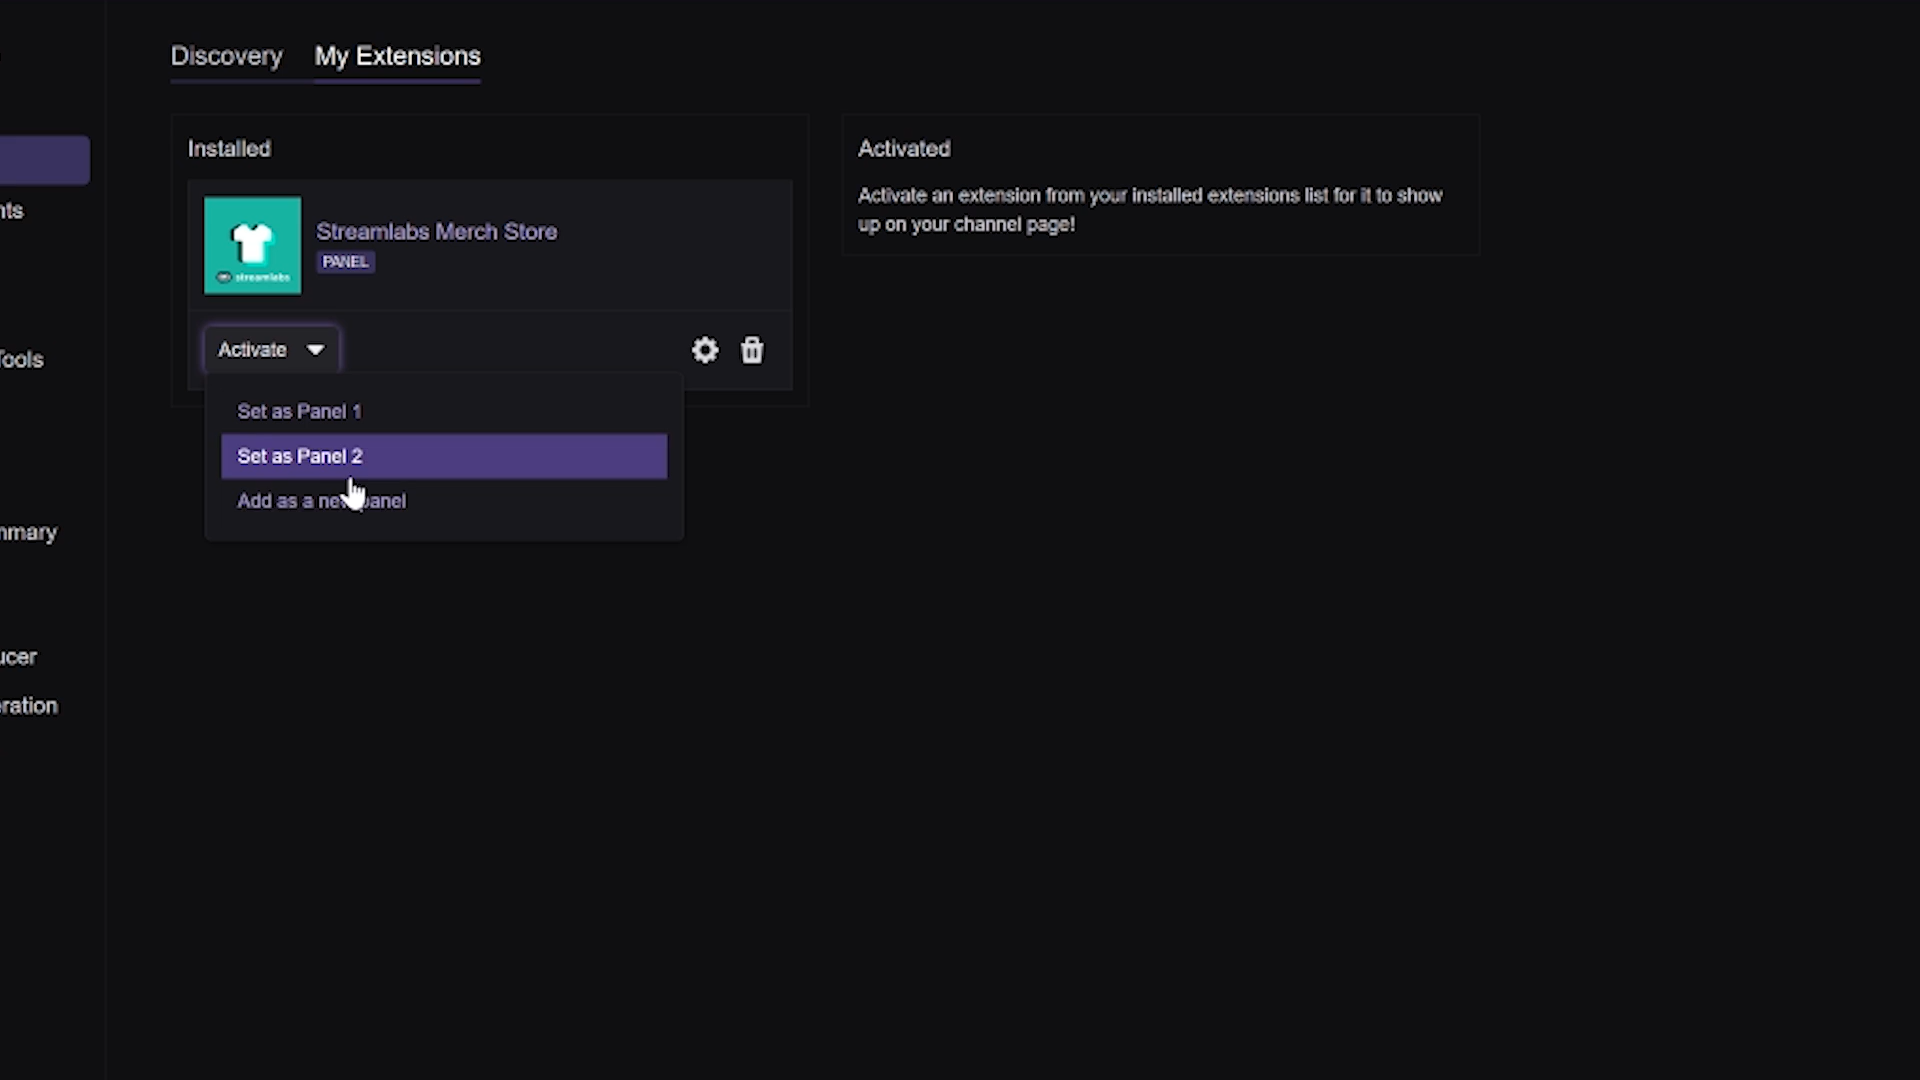 Discovery
My Extensions
Installed
Streamlabs Merch Store
PANEL
streamlabs
Activate
Set as Panel 1
Set as Panel 2
Add as a new panel
Activated
Activate an extension from your installed extensions list for it to show
up on your channel page!
nts
Tools
mmary
ucer
eration